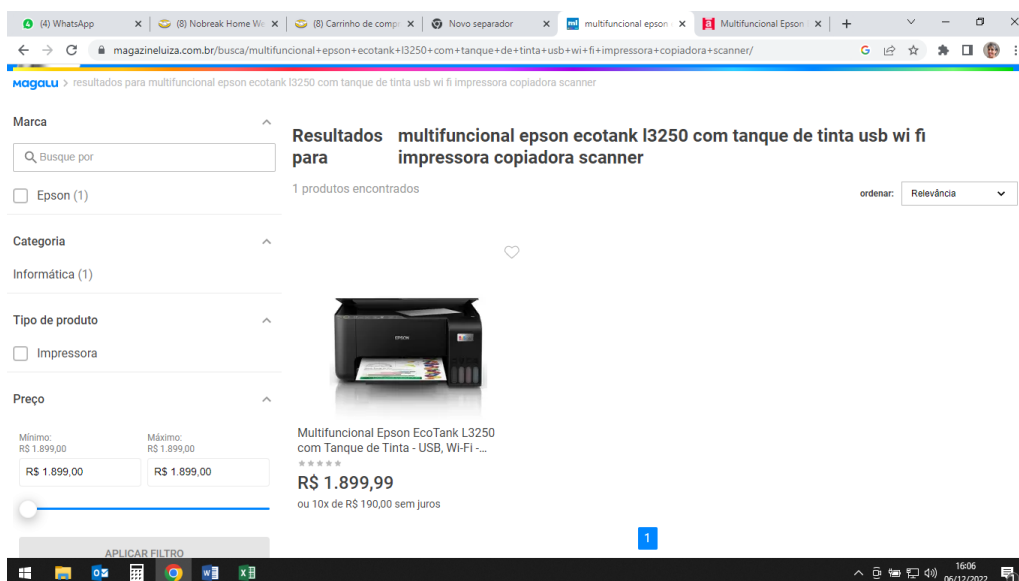 (4) WhatsApp
(8) Nobreak Home We
(8) Carrinho de compr
Novo separador
ml
multifuncional epson
a
Multifuncional Epson
magazineluiza.com.br/busca/multifuncional+epson+ecotank+l3250+com+tanque+de+tinta+usb+wi+fi+impressora+copiadora+scanner/
Magalu > resultados para multifuncional epson ecotank l3250 com tanque de tinta usb wi fi impressora copiadora scanner
Marca
Busque por
Epson (1)
Categoria
Informática (1)
Tipo de produto
Impressora
Preço
Mínimo:
R$ 1.899,00
Máximo:
R$ 1.899,00
R$ 1.899,00
R$ 1.899,00
APLICAR FILTRO
Resultados para
multifuncional epson ecotank l3250 com tanque de tinta usb wi fi
impressora copiadora scanner
1 produtos encontrados
ordenar:
Relevância
EPSON
Multifuncional Epson EcoTank L3250
com Tanque de Tinta - USB, Wi-Fi -...
R$ 1.899,99
ou 10x de R$ 190,00 sem juros
1
16:06
06/12/2022